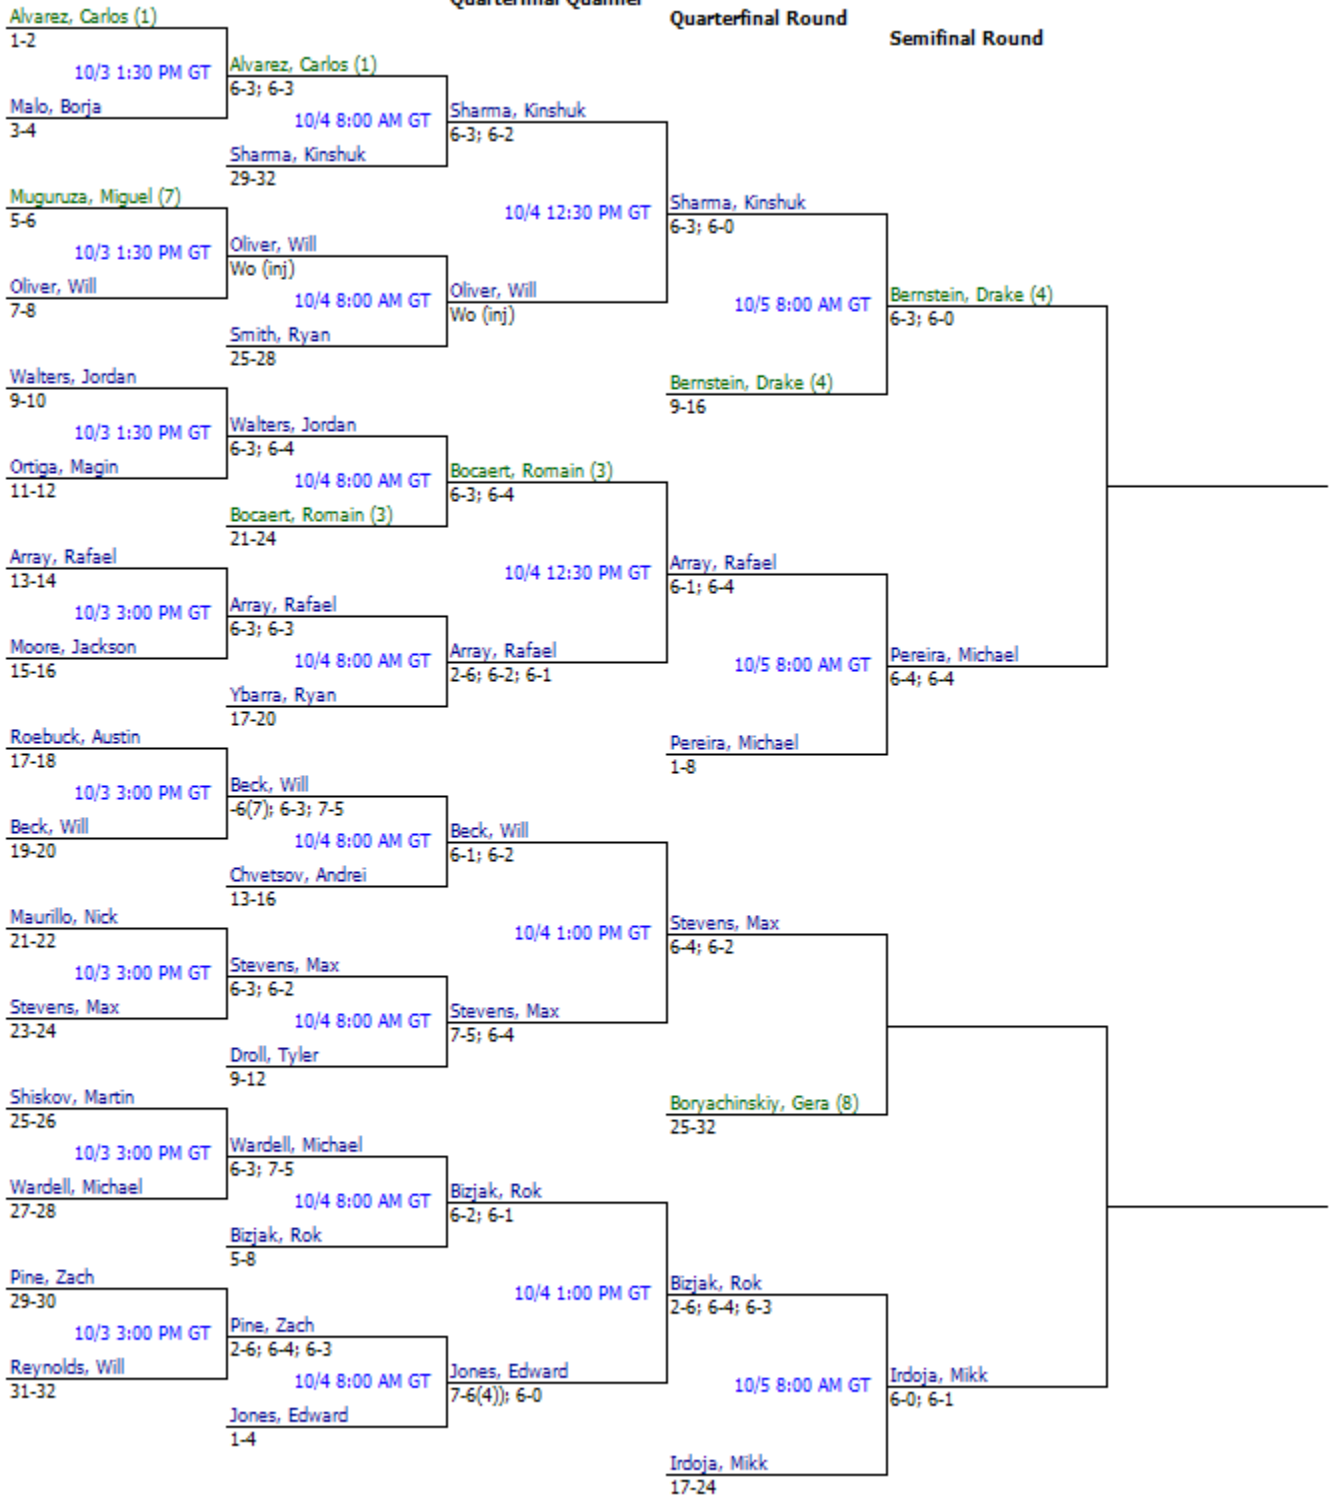 Quarterfinal Qualifier
Quarterfinal Round
Semifinal Round
Alvarez, Carlos (1)
1-2
10/3 1:30 PM GT
Malo, Borja
3-4
Alvarez, Carlos (1)
6-3; 6-3
10/4 8:00 AM GT
Sharma, Kinshuk
29-32
Sharma, Kinshuk
6-3; 6-2
Muguruza, Miguel (7)
5-6
10/3 1:30 PM GT
Oliver, Will
7-8
Oliver, Will
Wo (inj)
10/4 8:00 AM GT
Smith, Ryan
25-28
Oliver, Will
Wo (inj)
10/4 12:30 PM GT
Sharma, Kinshuk
6-3; 6-0
10/5 8:00 AM GT
Bernstein, Drake (4)
9-16
Bernstein, Drake (4)
6-3; 6-0
Walters, Jordan
9-10
10/3 1:30 PM GT
Ortiga, Magin
11-12
Walters, Jordan
6-3; 6-4
10/4 8:00 AM GT
Bocaert, Romain (3)
21-24
Bocaert, Romain (3)
6-3; 6-4
Array, Rafael
13-14
10/3 3:00 PM GT
Moore, Jackson
15-16
Array, Rafael
6-3; 6-3
10/4 8:00 AM GT
Ybarra, Ryan
17-20
Array, Rafael
2-6; 6-2; 6-1
10/4 12:30 PM GT
Array, Rafael
6-1; 6-4
10/5 8:00 AM GT
Pereira, Michael
1-8
Pereira, Michael
6-4; 6-4
Roebuck, Austin
17-18
10/3 3:00 PM GT
Beck, Will
19-20
Beck, Will
-6(7); 6-3; 7-5
10/4 8:00 AM GT
Chvetsov, Andrei
13-16
Beck, Will
6-1; 6-2
Maurillo, Nick
21-22
10/3 3:00 PM GT
Stevens, Max
23-24
Stevens, Max
6-3; 6-2
10/4 8:00 AM GT
Droll, Tyler
9-12
Stevens, Max
7-5; 6-4
10/4 1:00 PM GT
Stevens, Max
6-4; 6-2
Boryachinskiy, Gera (8)
25-32
Shiskov, Martin
25-26
10/3 3:00 PM GT
Wardell, Michael
27-28
Wardell, Michael
6-3; 7-5
10/4 8:00 AM GT
Bizjak, Rok
5-8
Bizjak, Rok
6-2; 6-1
Pine, Zach
29-30
10/3 3:00 PM GT
Reynolds, Will
31-32
Pine, Zach
2-6; 6-4; 6-3
10/4 8:00 AM GT
Jones, Edward
1-4
Jones, Edward
7-6(4)); 6-0
10/4 1:00 PM GT
Bizjak, Rok
2-6; 6-4; 6-3
10/5 8:00 AM GT
Irdoja, Mikk
17-24
Irdoja, Mikk
6-0; 6-1